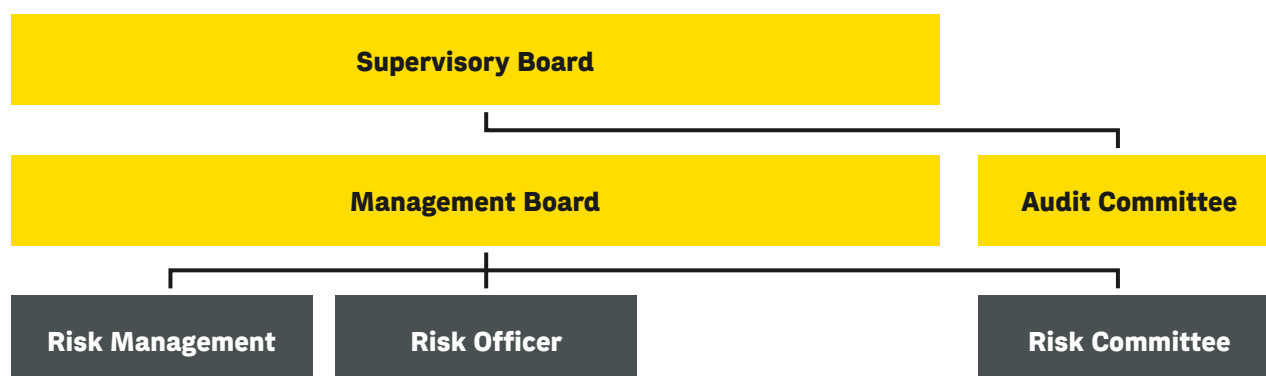 Supervisory Board
Management Board
Audit Committee
Risk Management
Risk Officer
Risk Committee